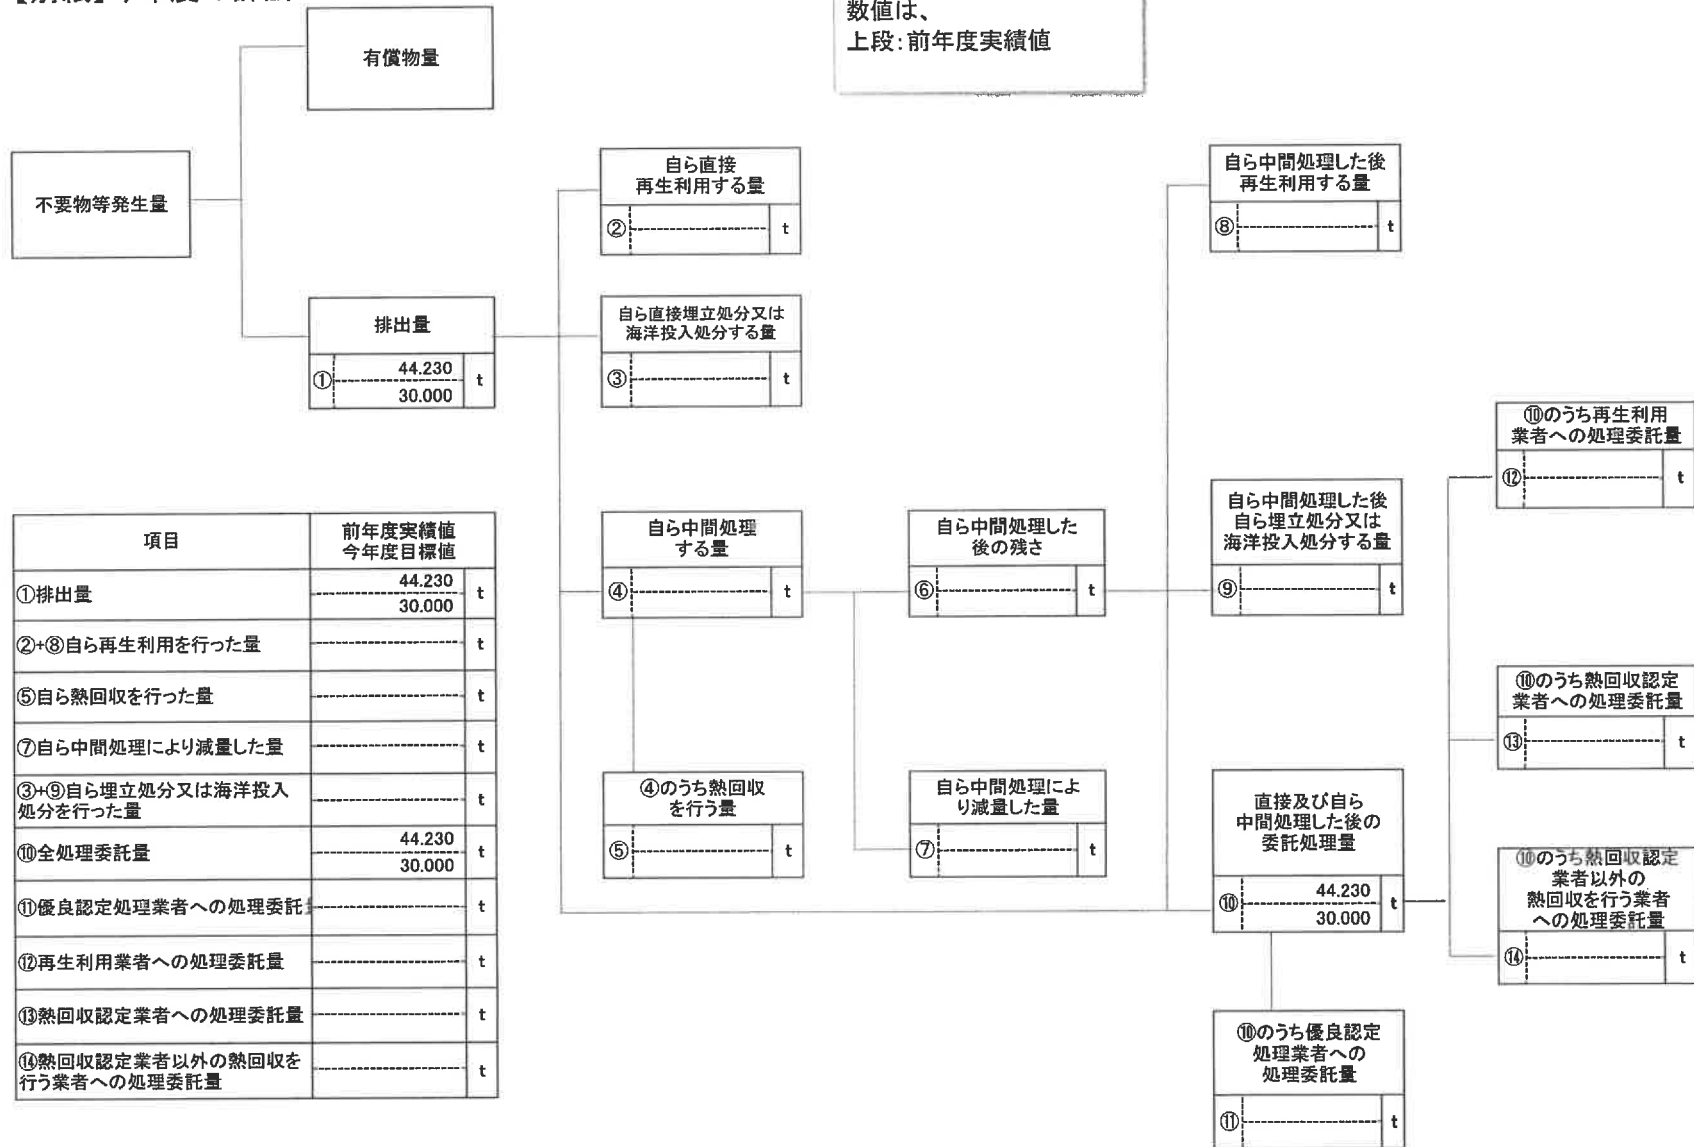 数値は、
上段:前年度実績値
有償物量
不要物等発生量
排出量
① 44.230 t
30.000
自ら直接
再生利用する量
② t
自ら直接埋立処分又は
海洋投入処分する量
③ t
自ら中間処理
する量
④ t
④のうち熱回収
を行う量
⑤ t
自ら中間処理した
後の残さ
⑥ t
自ら中間処理によ
り減量した量
⑦ t
自ら中間処理した後
再生利用する量
⑧ t
自ら中間処理した後
自ら埋立処分又は
海洋投入処分する量
⑨ t
直接及び自ら
中間処理した後の
委託処理量
⑩ 44.230 t
30.000
⑩のうち優良認定
処理業者への
処理委託量
⑪ t
⑩のうち再生利用
業者への処理委託量
⑫ t
⑩のうち熱回収認定
業者への処理委託量
⑬ t
⑩のうち熱回収認定
業者以外の
熱回収を行う業者
への処理委託量
⑭ t
項目 前年度実績値
今年度目標値
①排出量 44.230 t
30.000
②+⑧自ら再生利用を行った量 t
⑤自ら熱回収を行った量 t
⑦自ら中間処理により減量した量 t
③+⑨自ら埋立処分又は海洋投入
処分を行った量 t
⑩全処理委託量 44.230 t
30.000
⑪優良認定処理業者への処理委託 t
⑫再生利用業者への処理委託量 t
⑬熱回収認定業者への処理委託量 t
⑭熱回収認定業者以外の熱回収を
行う業者への処理委託量 t